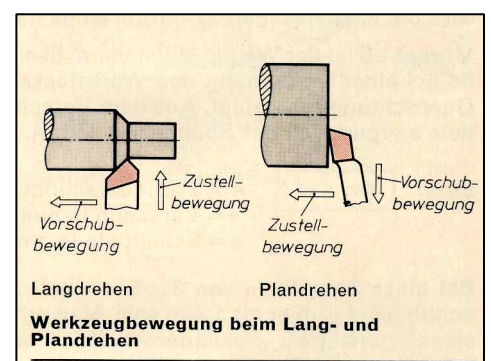 Zustell-
bewegung
Vorschub-
bewegung
Zustell-
bewegung
Vorschub-
bewegung
Langdrehen
Plandrehen
Werkzeugbewegung beim Lang- und
Plandrehen